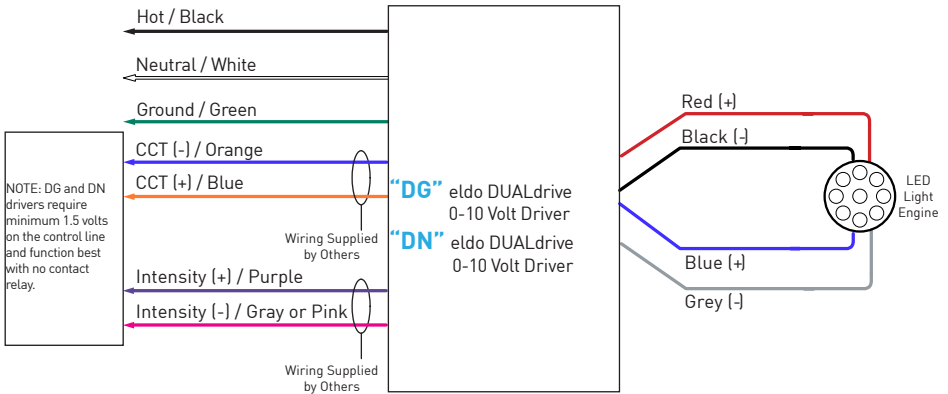 Hot / Black
Neutral / White
Ground / Green
CCT (-) / Orange
CCT (+) / Blue
NOTE: DG and DN
drivers require
minimum 1.5 volts
on the control line
and function best
with no contact
relay.
Wiring Supplied
by Others
Intensity (+) / Purple
Intensity (-) / Gray or Pink
Wiring Supplied
by Others
“DG” eldo DUALdrive
0-10 Volt Driver
“DN” eldo DUALdrive
0-10 Volt Driver
Red (+)
Black (-)
Blue (+)
Grey (-)
LED
Light
Engine